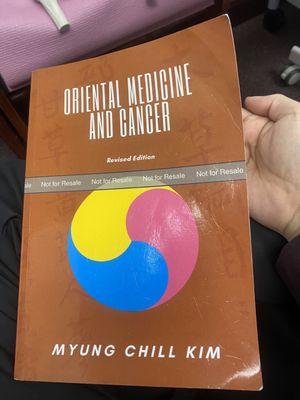 ORIENTAL MEDICINE
AND CANCER
Revised Edition
ale Not for Resale Not for Resale Not for Resale Not for Resale
MYUNG CHILL KIM